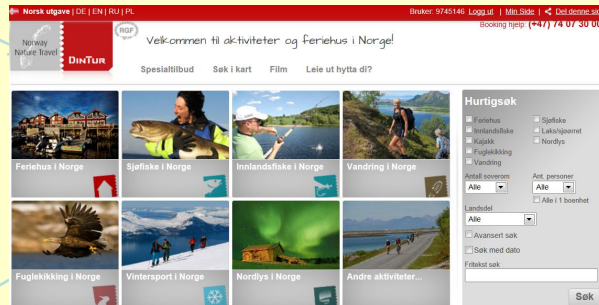 Norsk utgave | DE | EN | RU | PL
Bruker: 9745146 Logg ut | Min Side | Del denne sid
Booking hjelp: (+47) 74 07 30 00
Norway
Nature Travel
DINTUR
RGF
Velkommen til aktiviteter og feriehus i Norge!
Spesialtilbud Søk i kart Film Leie ut hytta di?
Feriehus i Norge
Sjøfiske i Norge
Innlandsfiske i Norge
Vandring i Norge
Fuglekikking i Norge
Vintersport i Norge
Nordlys i Norge
Andre aktiviteter...
Hurtigsøk
Feriehus Sjøfiske
Innlandsfiske Laks/sjøørret
Kajakk Nordlys
Fuglekikking
Vandring
Antall soverom Ant. personer
Alle Alle
Alle i 1 boenhet
Landsdel
Alle
Avansert søk
Søk med dato
Fritekst søk
Søk